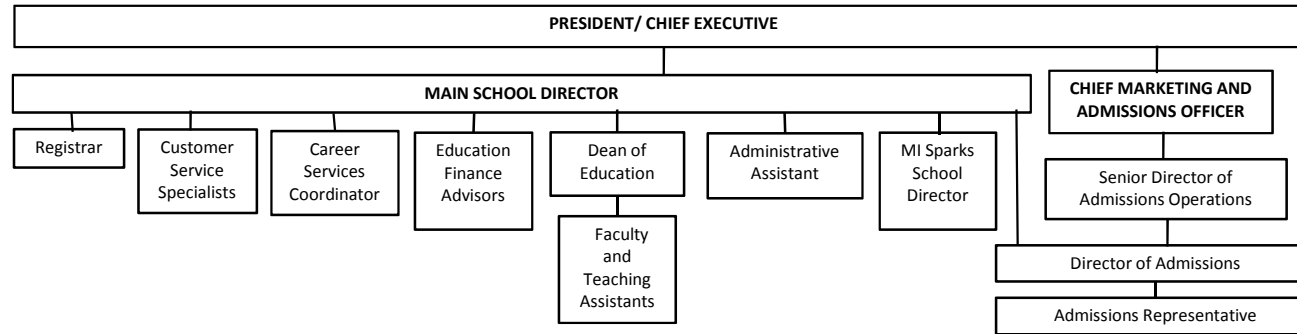 PRESIDENT/ CHIEF EXECUTIVE
MAIN SCHOOL DIRECTOR
CHIEF MARKETING AND
ADMISSIONS OFFICER
Registrar
Customer
Service
Specialists
Career
Services
Coordinator
Education
Finance
Advisors
Dean of
Education
Administrative
Assistant
MI Sparks
School
Director
Senior Director of
Admissions Operations
Faculty
and
Teaching
Assistants
Director of Admissions
Admissions Representative